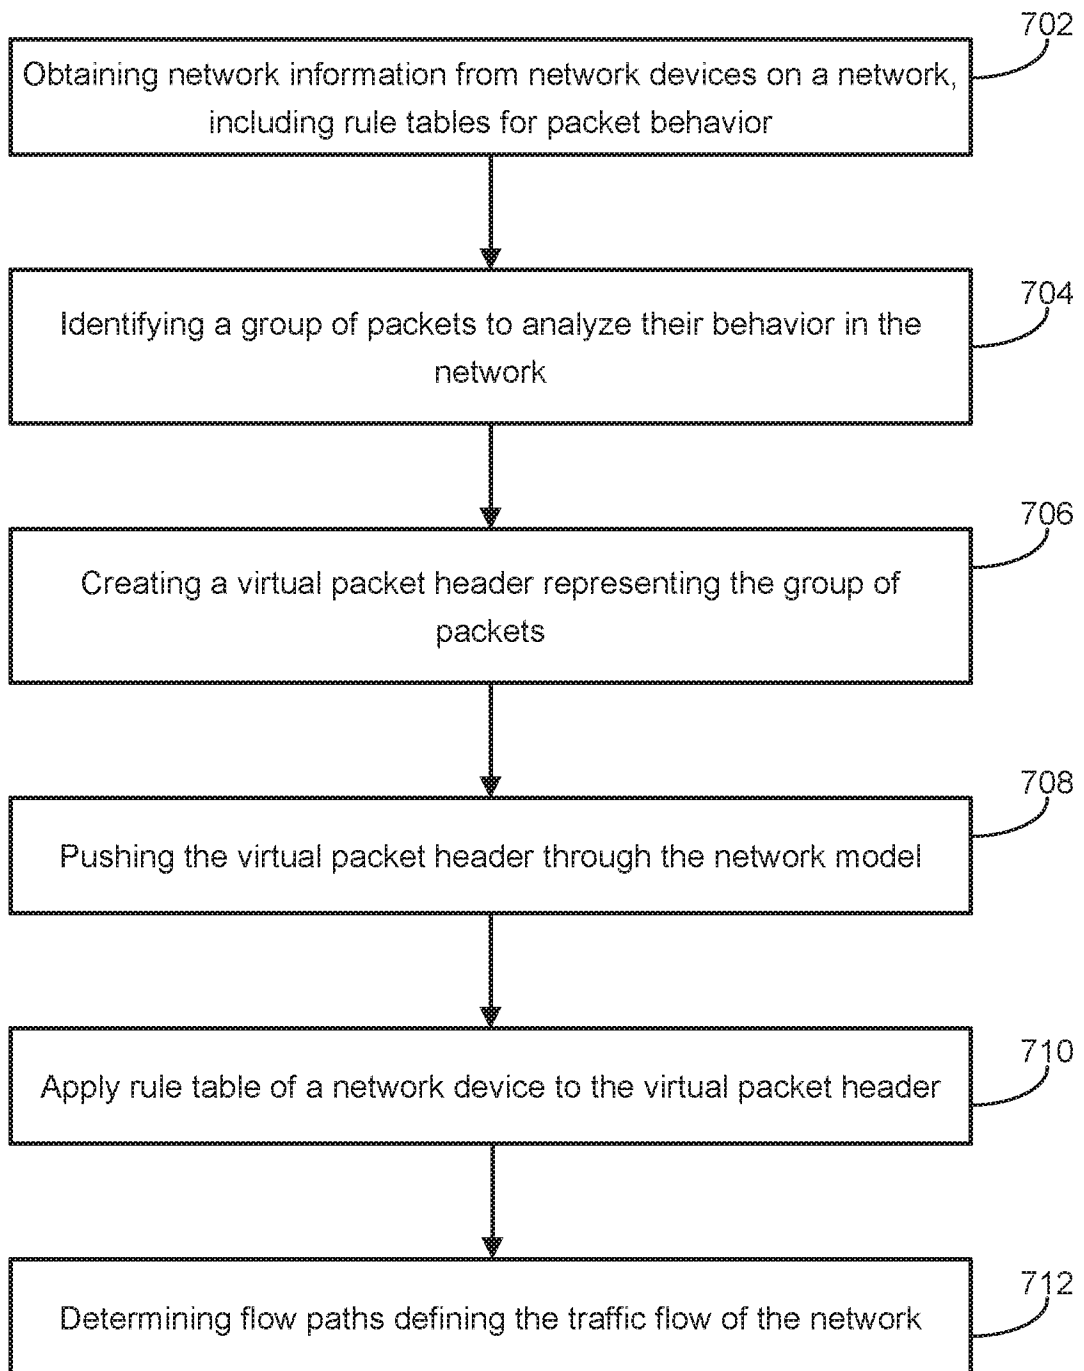 702
Obtaining network information from network devices on a network,
including rule tables for packet behavior
704
Identifying a group of packets to analyze their behavior in the
network
706
Creating a virtual packet header representing the group of
packets
708
Pushing the virtual packet header through the network model
710
Apply rule table of a network device to the virtual packet header
712
Determining flow paths defining the traffic flow of the network